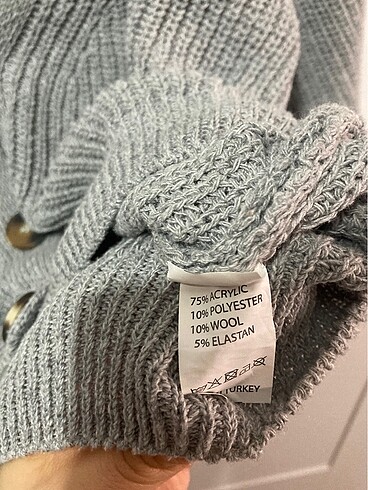 75% ACRYLIC
10% POLYESTER
10% WOOL
5% ELASTAN
TURKEY